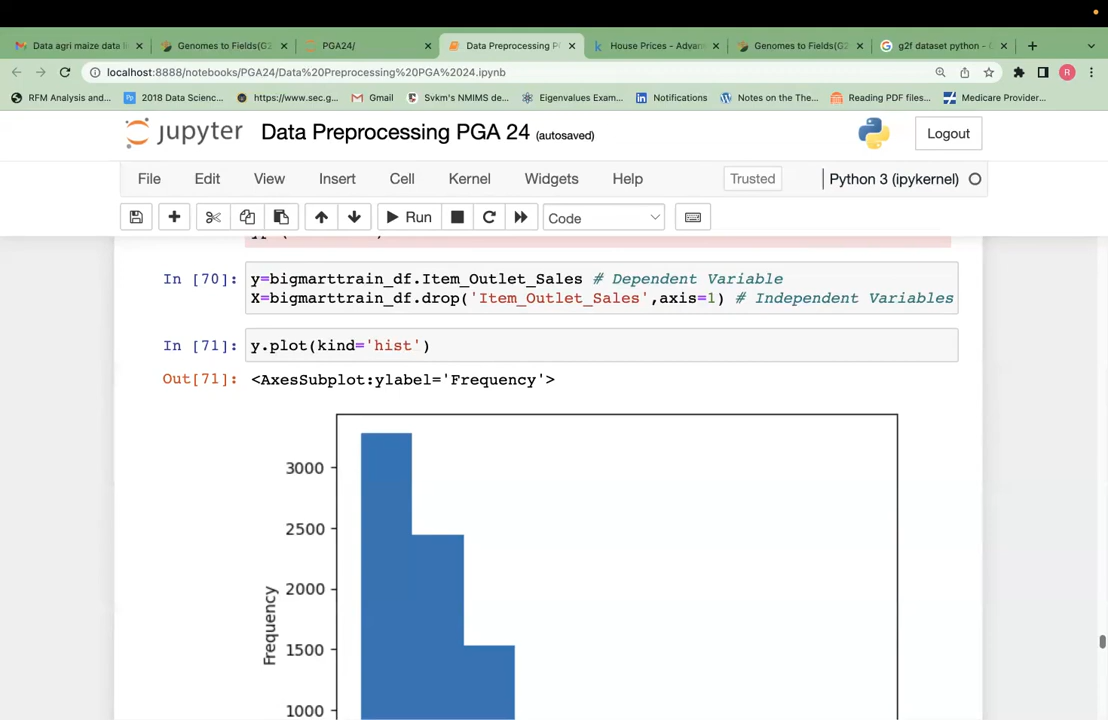 Data agri maize data li
Genomes to Fields(G2
PGA24/
Data Preprocessing PG
House Prices - Advan
Genomes to Fields(G2
g2f dataset python - G
localhost:8888/notebooks/PGA24/Data%20Preprocessing%20PGA%2024.ipynb
R
RFM Analysis and...
2018 Data Scienc...
https://www.sec.g...
Gmail
Svkm's NMIMS de...
Eigenvalues Exam...
Notifications
Notes on the The...
Reading PDF files...
Medicare Provider...
jupyter Data Preprocessing PGA 24 (autosaved)
Logout
File Edit View Insert Cell Kernel Widgets Help
Trusted
Python 3 (ipykernel)
Run
Code
In [70]: y=bigmarttrain_df.Item_Outlet_Sales # Dependent Variable
X=bigmarttrain_df.drop('Item_Outlet_Sales',axis=1) # Independent Variables
In [71]: y.plot(kind='hist')
Out[71]: <AxesSubplot:ylabel='Frequency'>
3000
2500
2000
1500
1000
Frequency